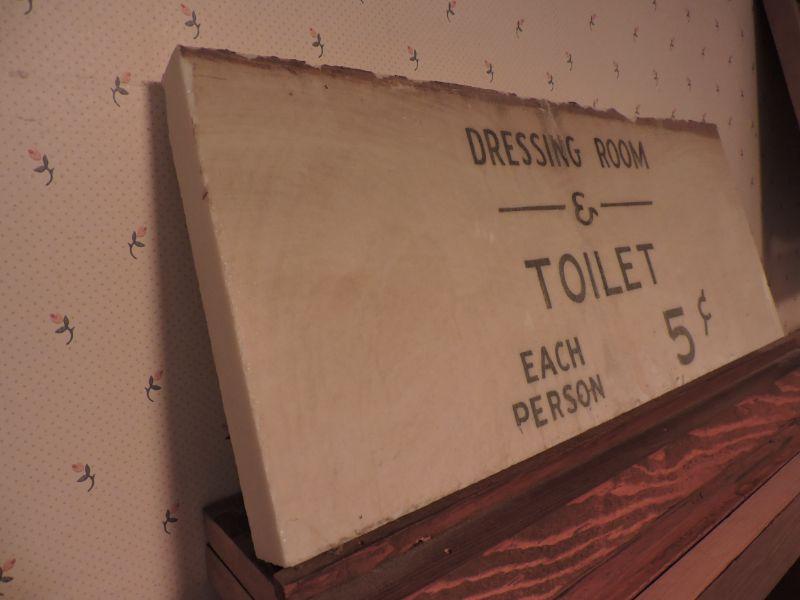 DRESSING ROOM
&
TOILET
EACH
PERSON 5¢